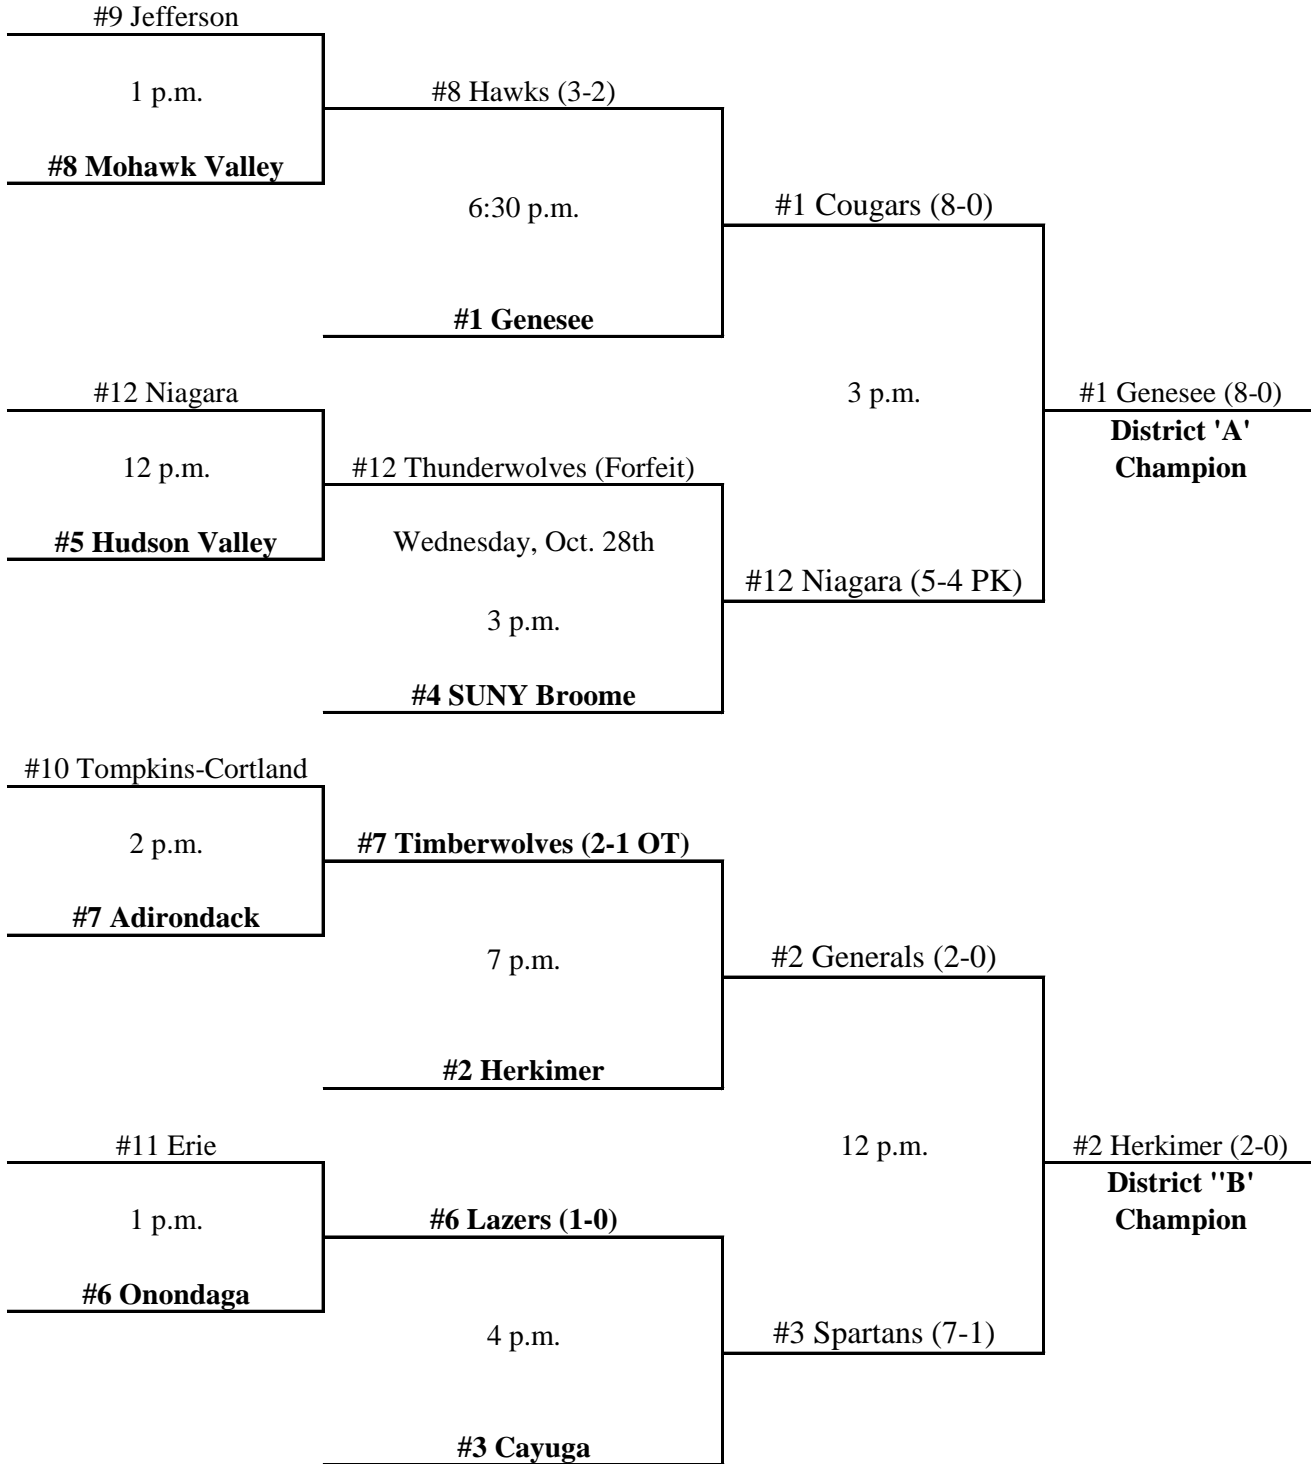 #9 Jefferson
1 p.m.
#8 Hawks (3-2)
#8 Mohawk Valley
6:30 p.m.
#1 Cougars (8-0)
#1 Genesee
#12 Niagara
3 p.m.
#1 Genesee (8-0)
District 'A'
Champion
12 p.m.
#12 Thunderwolves (Forfeit)
#5 Hudson Valley
Wednesday, Oct. 28th
#12 Niagara (5-4 PK)
3 p.m.
#4 SUNY Broome
#10 Tompkins-Cortland
2 p.m.
#7 Timberwolves (2-1 OT)
#7 Adirondack
7 p.m.
#2 Generals (2-0)
#2 Herkimer
#11 Erie
12 p.m.
#2 Herkimer (2-0)
District ''B'
Champion
1 p.m.
#6 Lazers (1-0)
#6 Onondaga
4 p.m.
#3 Spartans (7-1)
#3 Cayuga